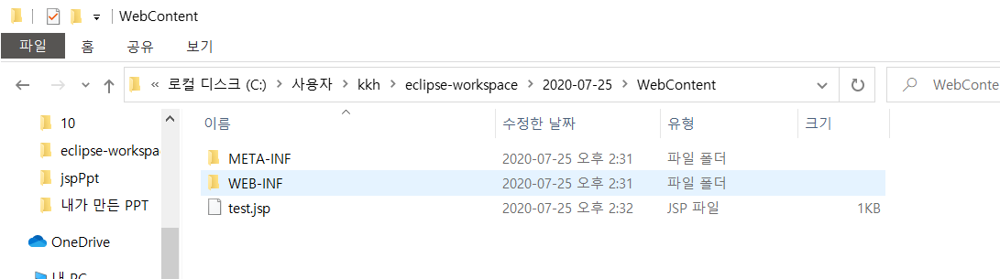 WebContent
파일 홈 공유 보기
« 로컬 디스크 (C:) > 사용자 > kkh > eclipse-workspace > 2020-07-25 > WebContent
WebConte
이름 수정한 날짜 유형 크기
10
eclipse-workspa
jspPpt
내가 만든 PPT
OneDrive
내 PC
META-INF 2020-07-25 오후 2:31 파일 폴더
WEB-INF 2020-07-25 오후 2:31 파일 폴더
test.jsp 2020-07-25 오후 2:32 JSP 파일 1KB